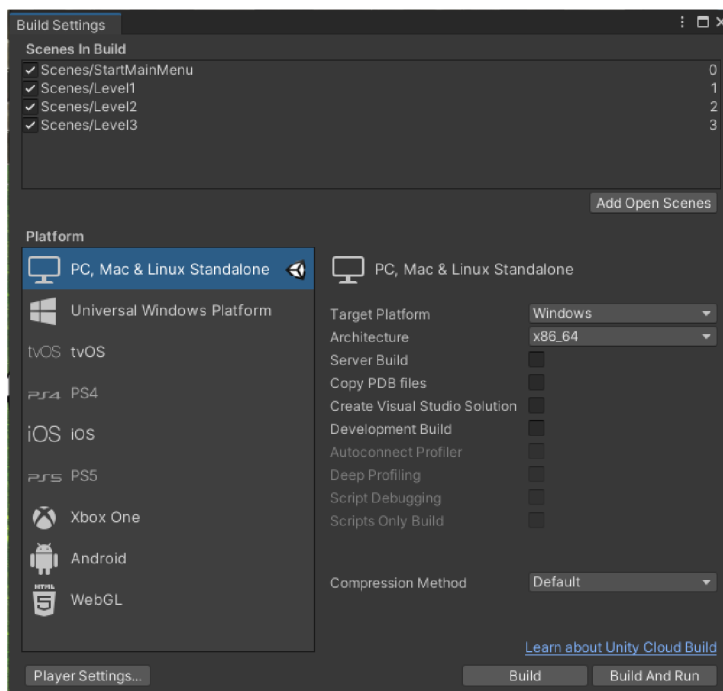 Build Settings
Scenes In Build
Scenes/StartMainMenu 0
Scenes/Level1 1
Scenes/Level2 2
Scenes/Level3 3
Add Open Scenes
Platform
PC, Mac & Linux Standalone
Universal Windows Platform
tvOS tvOS
PS4 PS4
iOS iOS
PS5 PS5
Xbox One
Android
HTML 5 WebGL
PC, Mac & Linux Standalone
Target Platform Windows
Architecture x86_64
Server Build
Copy PDB files
Create Visual Studio Solution
Development Build
Autoconnect Profiler
Deep Profiling
Script Debugging
Scripts Only Build
Compression Method Default
Learn about Unity Cloud Build
Player Settings... Build Build And Run